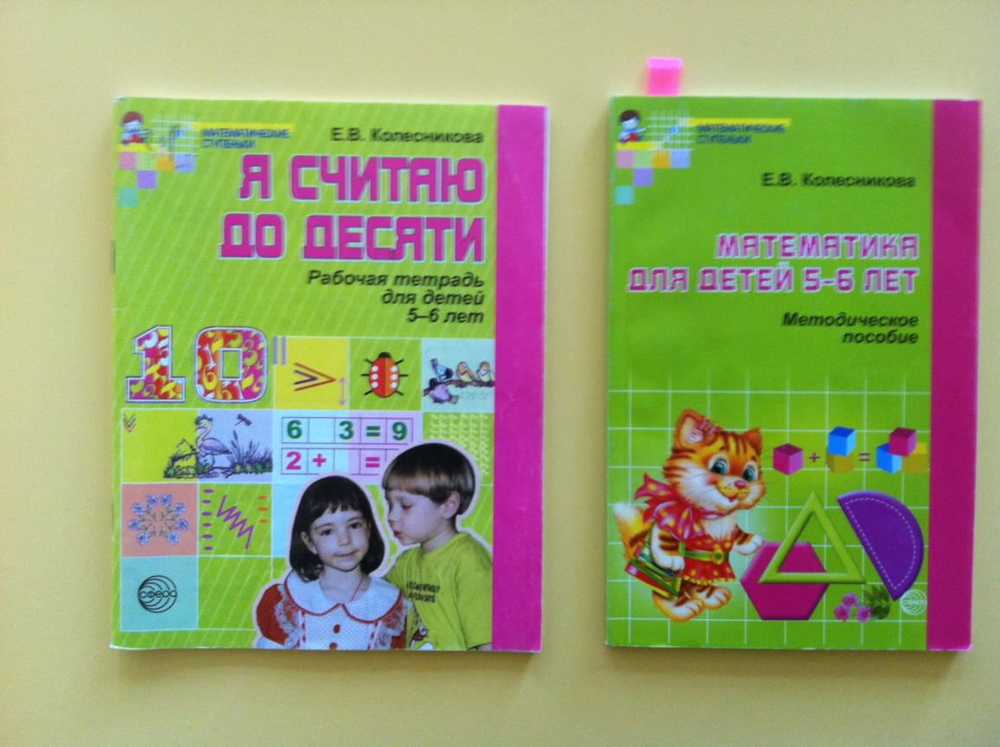 МАТЕМАТИЧЕСКИЕ
СТУПЕНЬКИ
Е.В. Колесникова
Я СЧИТАЮ
ДО ДЕСЯТИ
Рабочая тетрадь
для детей
5–6 лет
10
6 3 = 9
2 + =
СФЕРА
МАТЕМАТИЧЕСКИЕ
СТУПЕНЬКИ
Е.В. Колесникова
МАТЕМАТИКА
ДЛЯ ДЕТЕЙ 5–6 ЛЕТ
Методическое
пособие
+ =
СФЕРА